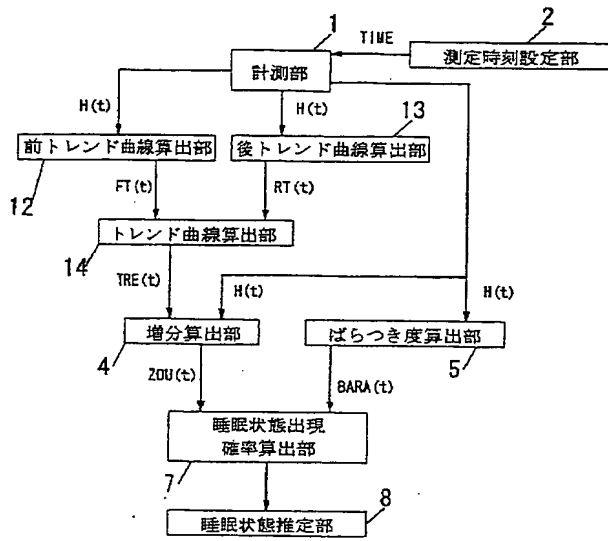 1
2
TIME
測定時刻設定部
計測部
H(t)
H(t)
13
前トレンド曲線算出部
後トレンド曲線算出部
12
FT(t)
RT(t)
トレンド曲線算出部
14
TRE(t)
H(t)
H(t)
増分算出部
ばらつき度算出部
4
5
ZOU(t)
BARA(t)
睡眠状態出現
確率算出部
7
8
睡眠状態推定部